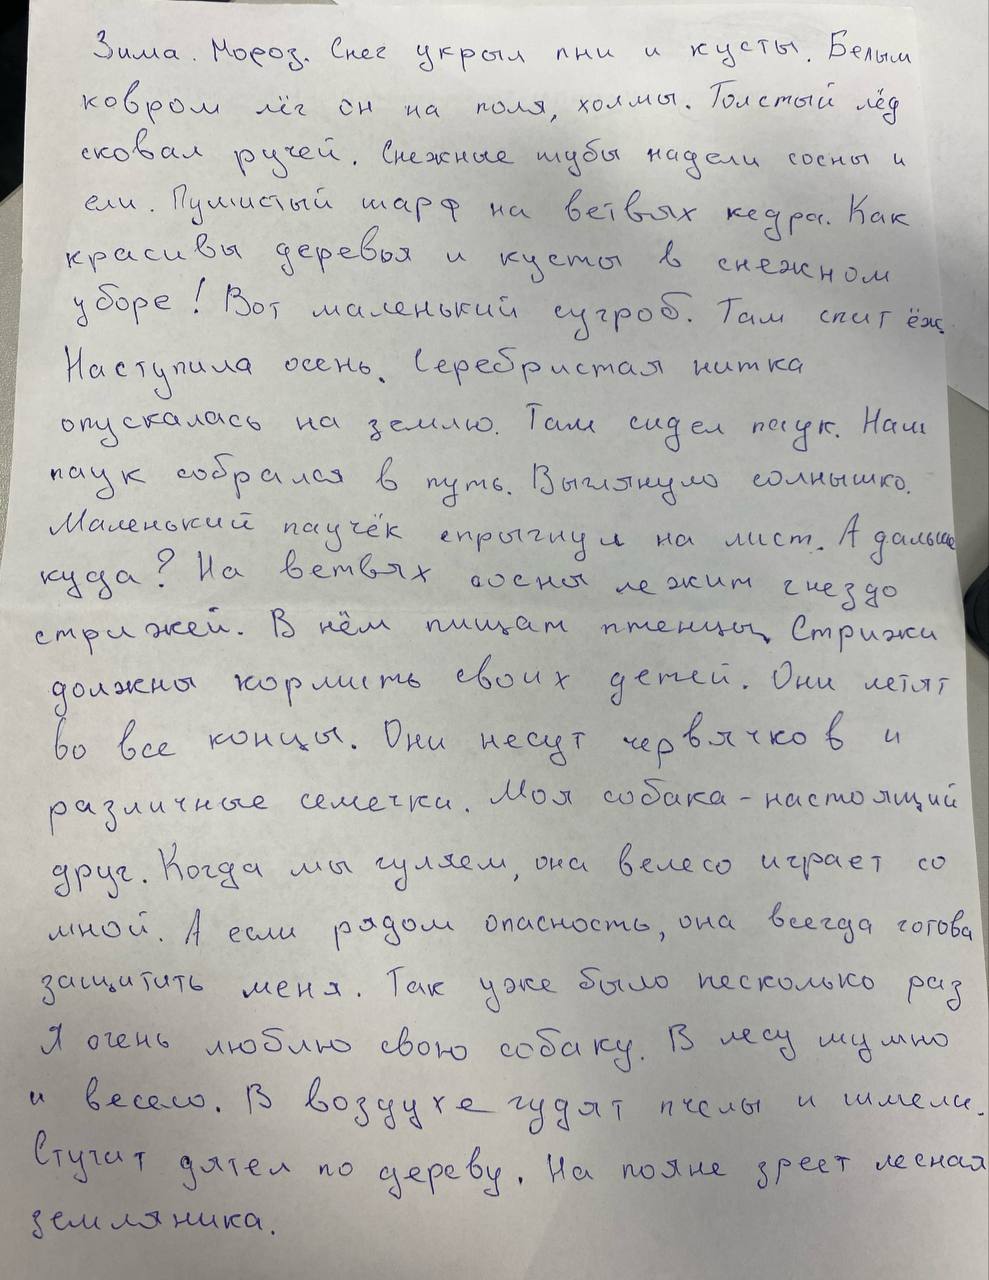 Зима. Мороз. Снег укрыл пни и кусты. Белым
ковром лёг он на поля, холмы. Толстый лёд
сковал ручей. Снежные шубы надели сосны и
ели. Пушистый шарф на ветвях кедра. Как
красивы деревья и кусты в снежном
уборе! Вот маленький сугроб. Там спит ёж.
Наступила осень. Серебристая нитка
опускалась на землю. Там сидел паук. Наш
паук собрался в путь. Выглянуло солнышко.
Маленький паучёк спрыгнул на лист. А дальше
куда? На ветвях сосны лежит гнездо
стрижей. В нём пищат птенцы. Стрижи
должны кормить своих детей. Они летят
во все концы. Они несут червячков и
различные семечки. Моя собака - настоящий
друг. Когда мы гуляем, она велесо играет со
мной. А если рядом опасность, она всегда готова
защитить меня. Так уже было несколько раз
Я очень люблю свою собаку. В лесу шумно
и весело. В воздухе гудят пчелы и шмели.
Стучит дятел по дереву. На пояне зреет лесная
земляника.